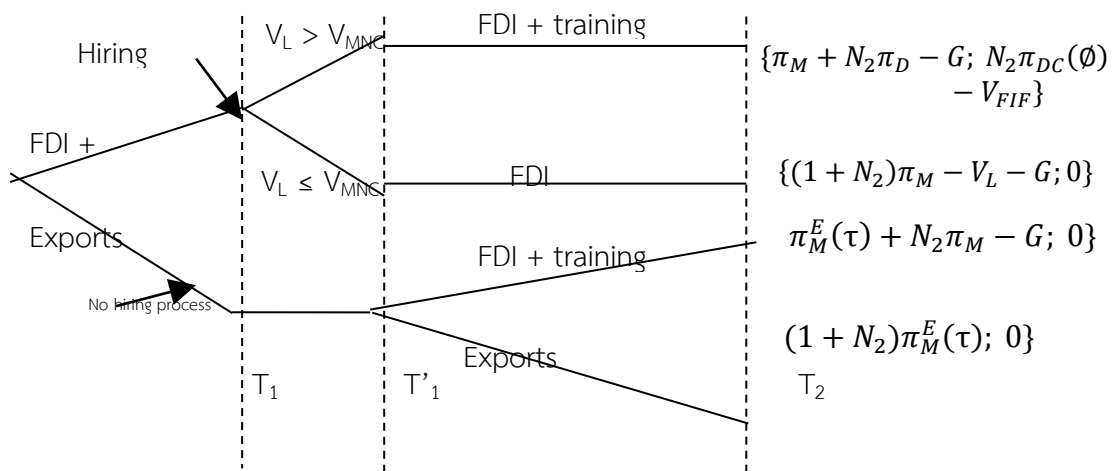 Hiring
V_L > V_MNC
FDI + training
{π_M + N_2π_D − G; N_2π_DC(∅)
− V_FIF}
FDI +
V_L ≤ V_MNC
FDI
{(1 + N_2)π_M − V_L − G; 0}
Exports
FDI + training
π_M^E(τ) + N_2π_M − G; 0}
No hiring process
Exports
(1 + N_2)π_M^E(τ); 0}
T_1
T'_1
T_2